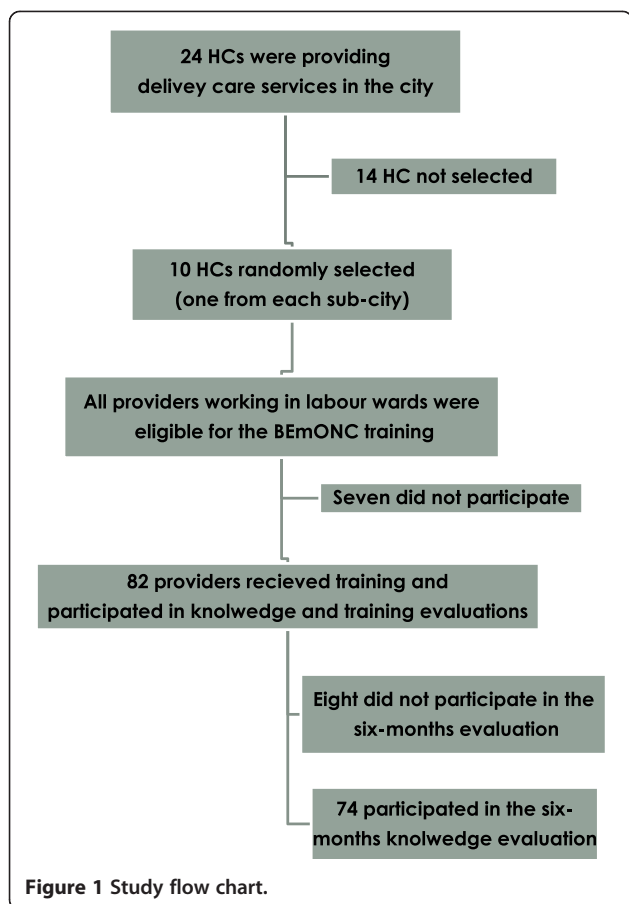 24 HCs were providing
delivey care services in the city
14 HC not selected
10 HCs randomly selected
(one from each sub-city)
All providers working in labour wards were
eligible for the BEmONC training
Seven did not participate
82 providers recieved training and
participated in knolwedge and training evaluations
Eight did not participate in the
six-months evaluation
74 participated in the six-
months knolwedge evaluation
Figure 1 Study flow chart.